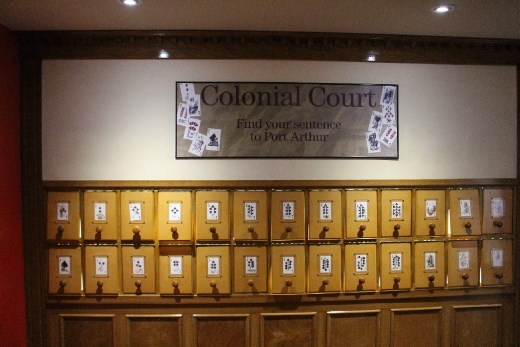 Colonial Court
Find your sentence
to Port Arthur